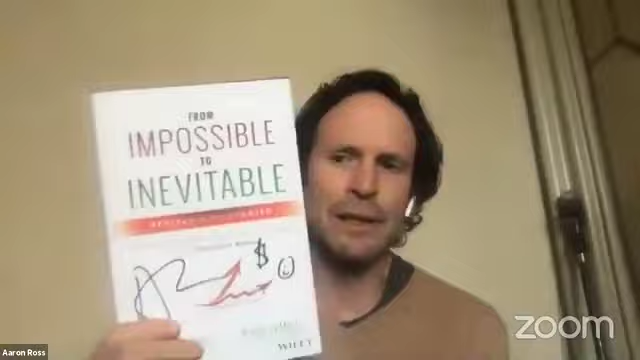 FROM
IMPOSSIBLE
TO
INEVITABLE
$
WILEY
zoom
Aaron Ross